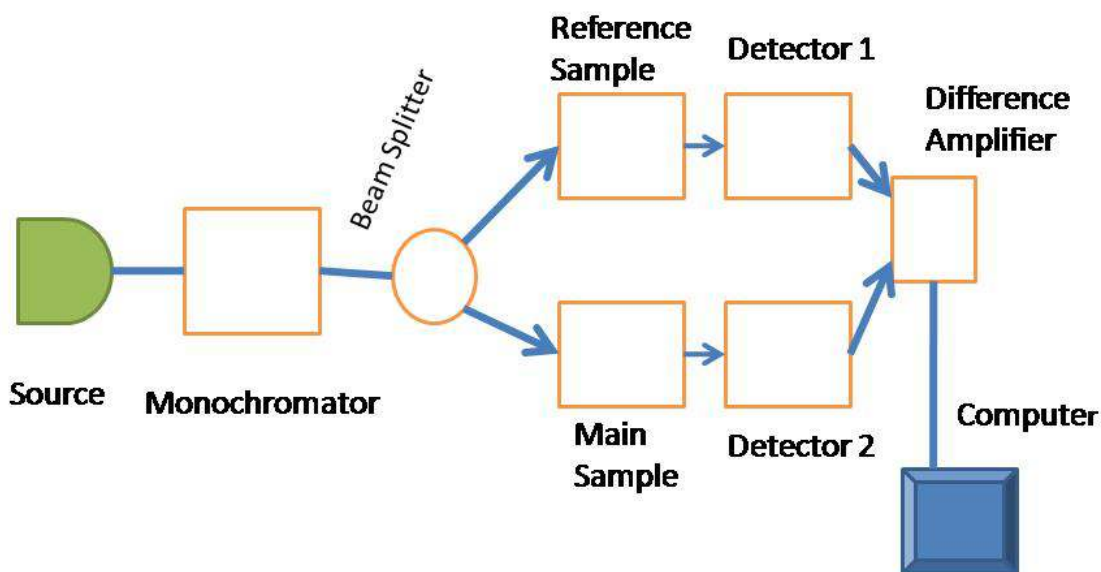 Reference
Sample
Detector 1
Difference
Amplifier
Beam Splitter
Source
Monochromator
Main
Sample
Detector 2
Computer